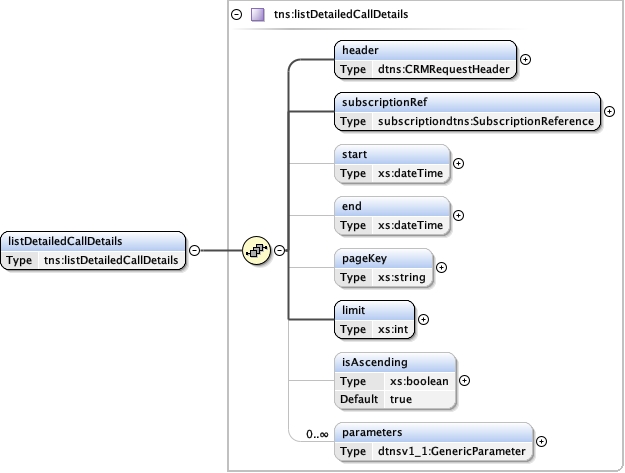 tns:listDetailedCallDetails
header
Type dtns:CRMRequestHeader
subscriptionRef
Type subscriptiondtns:SubscriptionReference
start
Type xs:dateTime
end
Type xs:dateTime
listDetailedCallDetails
Type tns:listDetailedCallDetails
pageKey
Type xs:string
limit
Type xs:int
isAscending
Type xs:boolean
Default true
0..∞
parameters
Type dtnsv1_1:GenericParameter